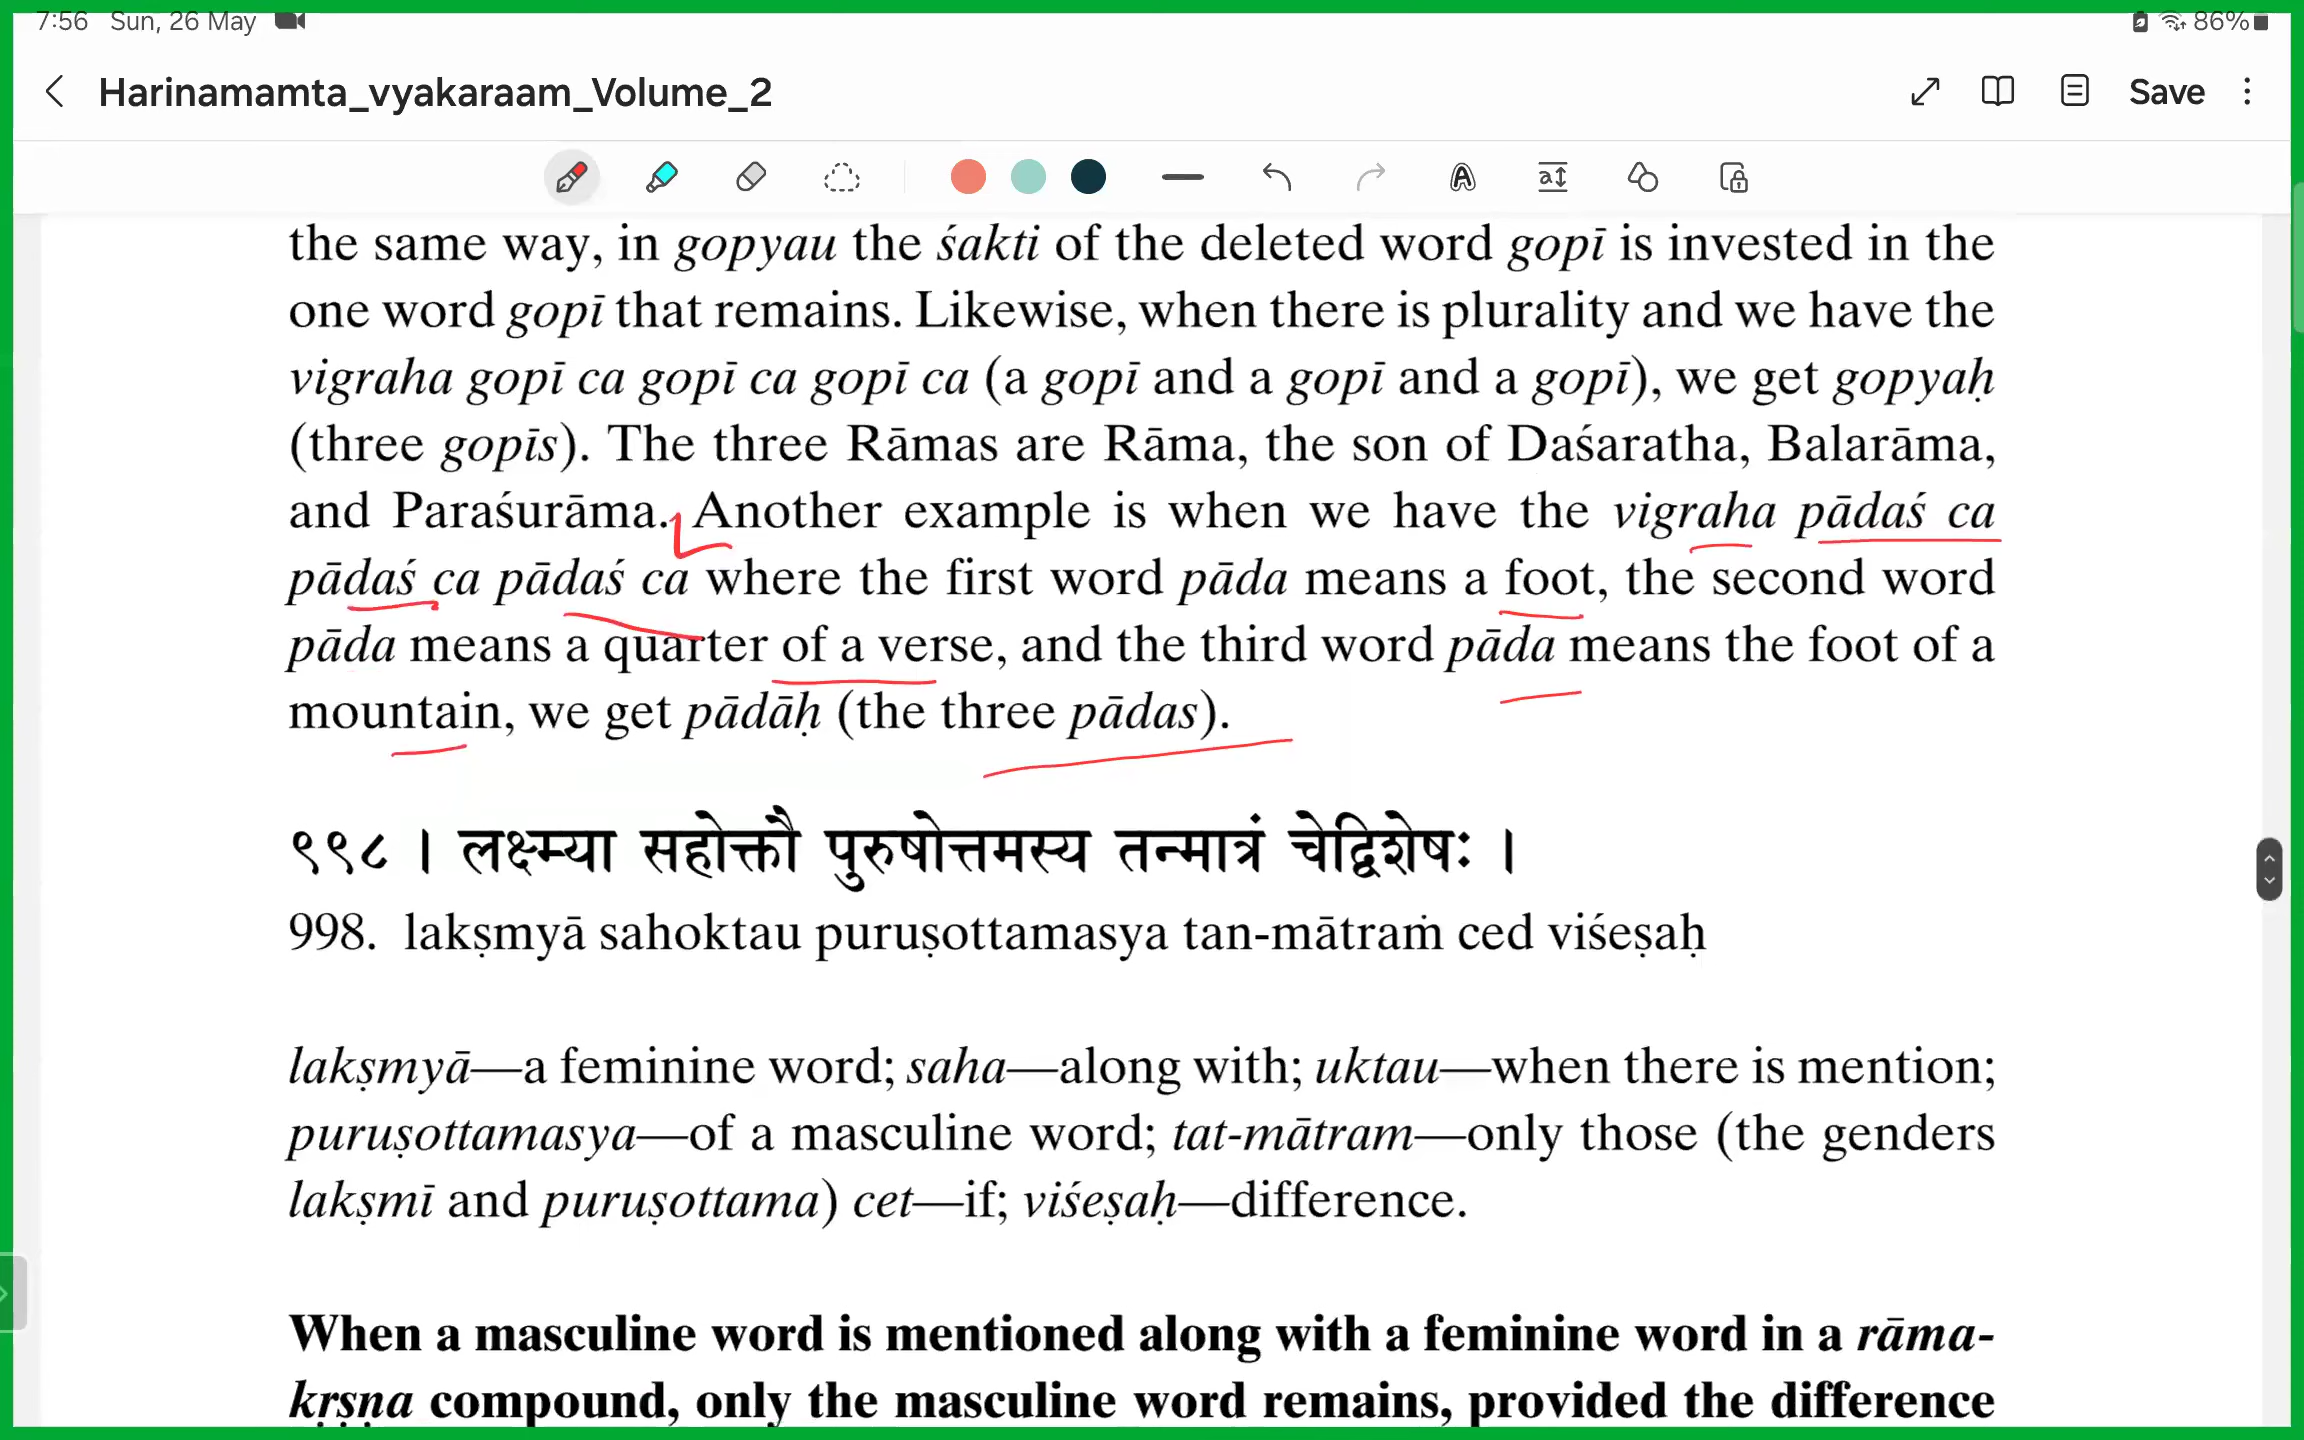 7:56 Sun, 26 May 86%
Harinamamta_vyakaraam_Volume_2 Save
the same way, in gopyau the śakti of the deleted word gopī is invested in the
one word gopī that remains. Likewise, when there is plurality and we have the
vigraha gopī ca gopī ca gopī ca (a gopī and a gopī and a gopī), we get gopyaḥ
(three gopīs). The three Rāmas are Rāma, the son of Daśaratha, Balarāma,
and Paraśurāma. Another example is when we have the vigraha pādaś ca
pādaś ca pādaś ca where the first word pāda means a foot, the second word
pāda means a quarter of a verse, and the third word pāda means the foot of a
mountain, we get pādāḥ (the three pādas).
९९८ । लक्ष्म्या सहोक्तौ पुरुषोत्तमस्य तन्मात्रं चेद्विशेषः ।
998. lakṣmyā sahoktau puruṣottamasya tan-mātraṁ ced viśeṣaḥ
lakṣmyā—a feminine word; saha—along with; uktau—when there is mention;
puruṣottamasya—of a masculine word; tat-mātram—only those (the genders
lakṣmī and puruṣottama) cet—if; viśeṣaḥ—difference.
When a masculine word is mentioned along with a feminine word in a rāma-
kṛṣṇa compound, only the masculine word remains, provided the difference